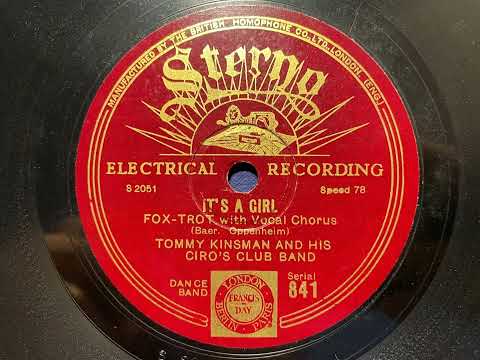 MANUFACTURED BY THE BRITISH HOMOPHONE CO., LTD., LONDON. (ENG.)
Sterno
ELECTRICAL RECORDING
S 2051 Speed 78
IT'S A GIRL
FOX-TROT with Vocal Chorus
(Baer. Oppenheim)
TOMMY KINSMAN AND HIS
CIRO'S CLUB BAND
DANCE BAND
Serial 841
LONDON
FRANCIS DAY
BERLIN PARIS